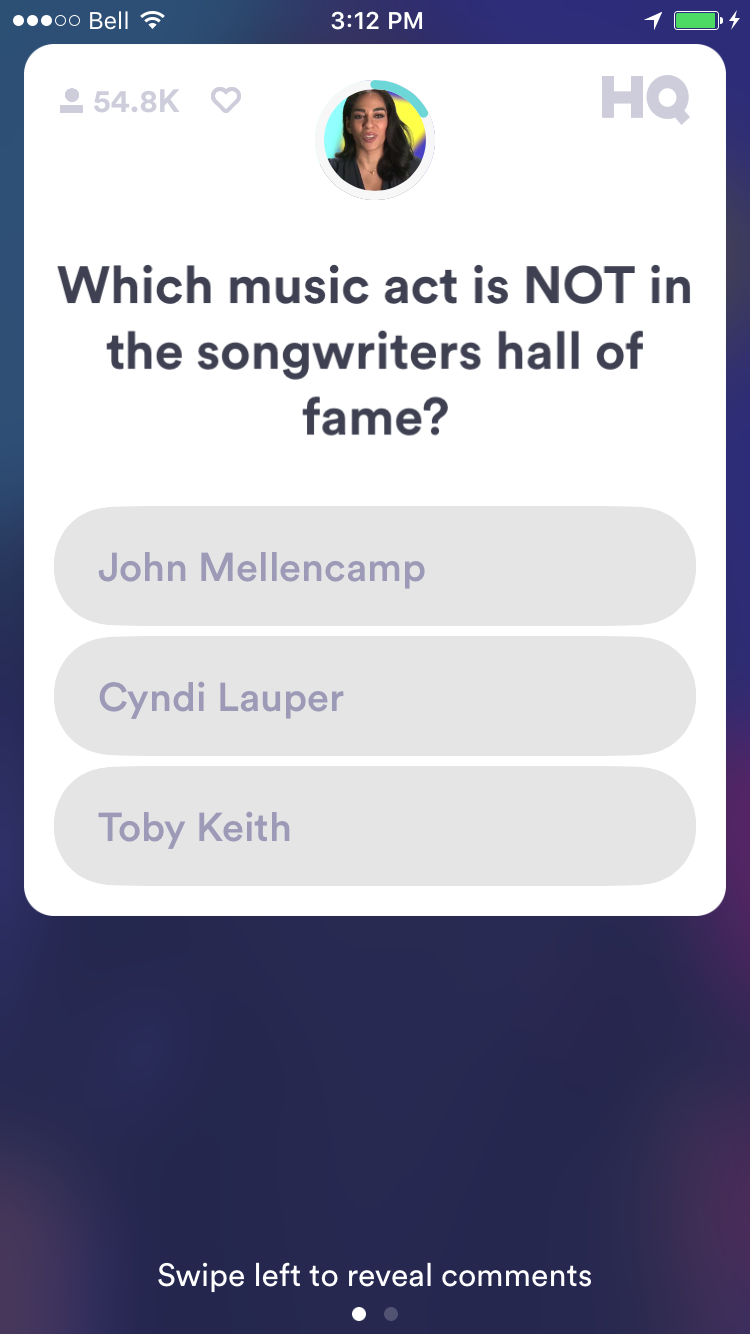 Bell 3:12 PM
54.8K HQ
Which music act is NOT in
the songwriters hall of
fame?
John Mellencamp
Cyndi Lauper
Toby Keith
Swipe left to reveal comments